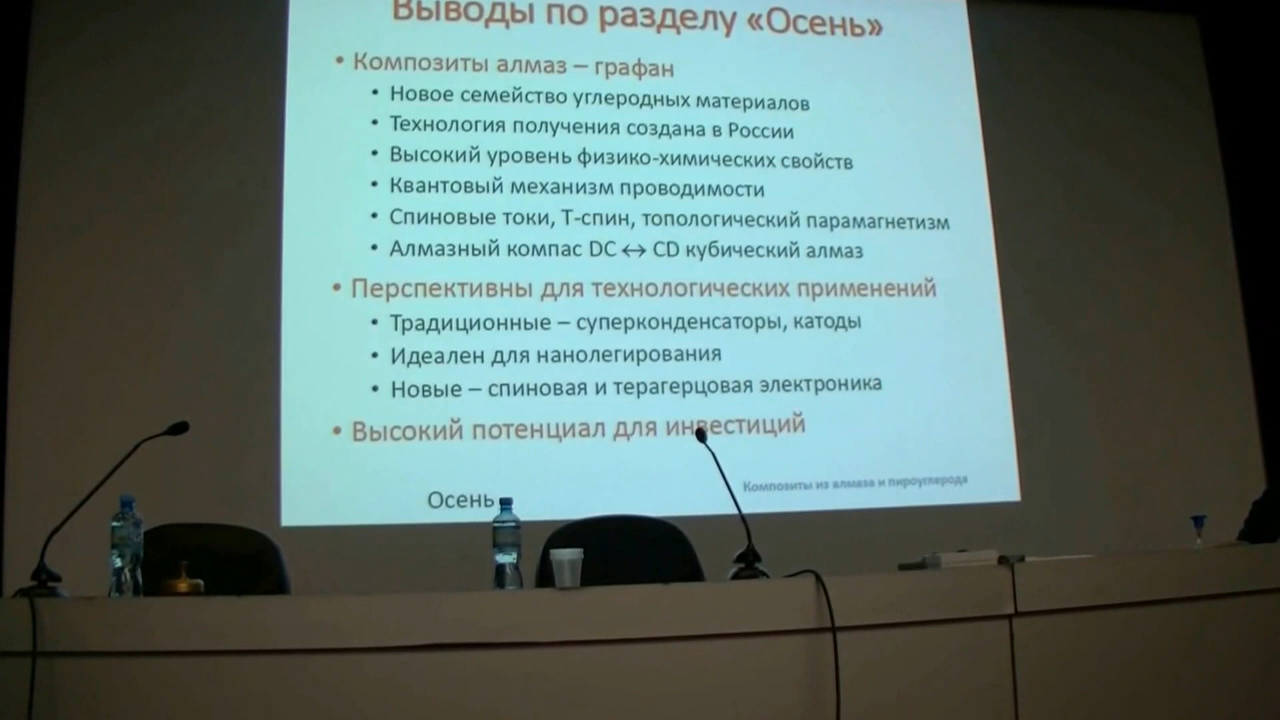 Выводы по разделу «Осень»
• Композиты алмаз – графан
• Новое семейство углеродных материалов
• Технология получения создана в России
• Высокий уровень физико-химических свойств
• Квантовый механизм проводимости
• Спиновые токи, Т-спин, топологический парамагнетизм
• Алмазный компас DC ↔ CD кубический алмаз
• Перспективны для технологических применений
• Традиционные – суперконденсаторы, катоды
• Идеален для нанолегирования
• Новые – спиновая и терагерцовая электроника
• Высокий потенциал для инвестиций
Композиты из алмаза и пироуглерода
Осень